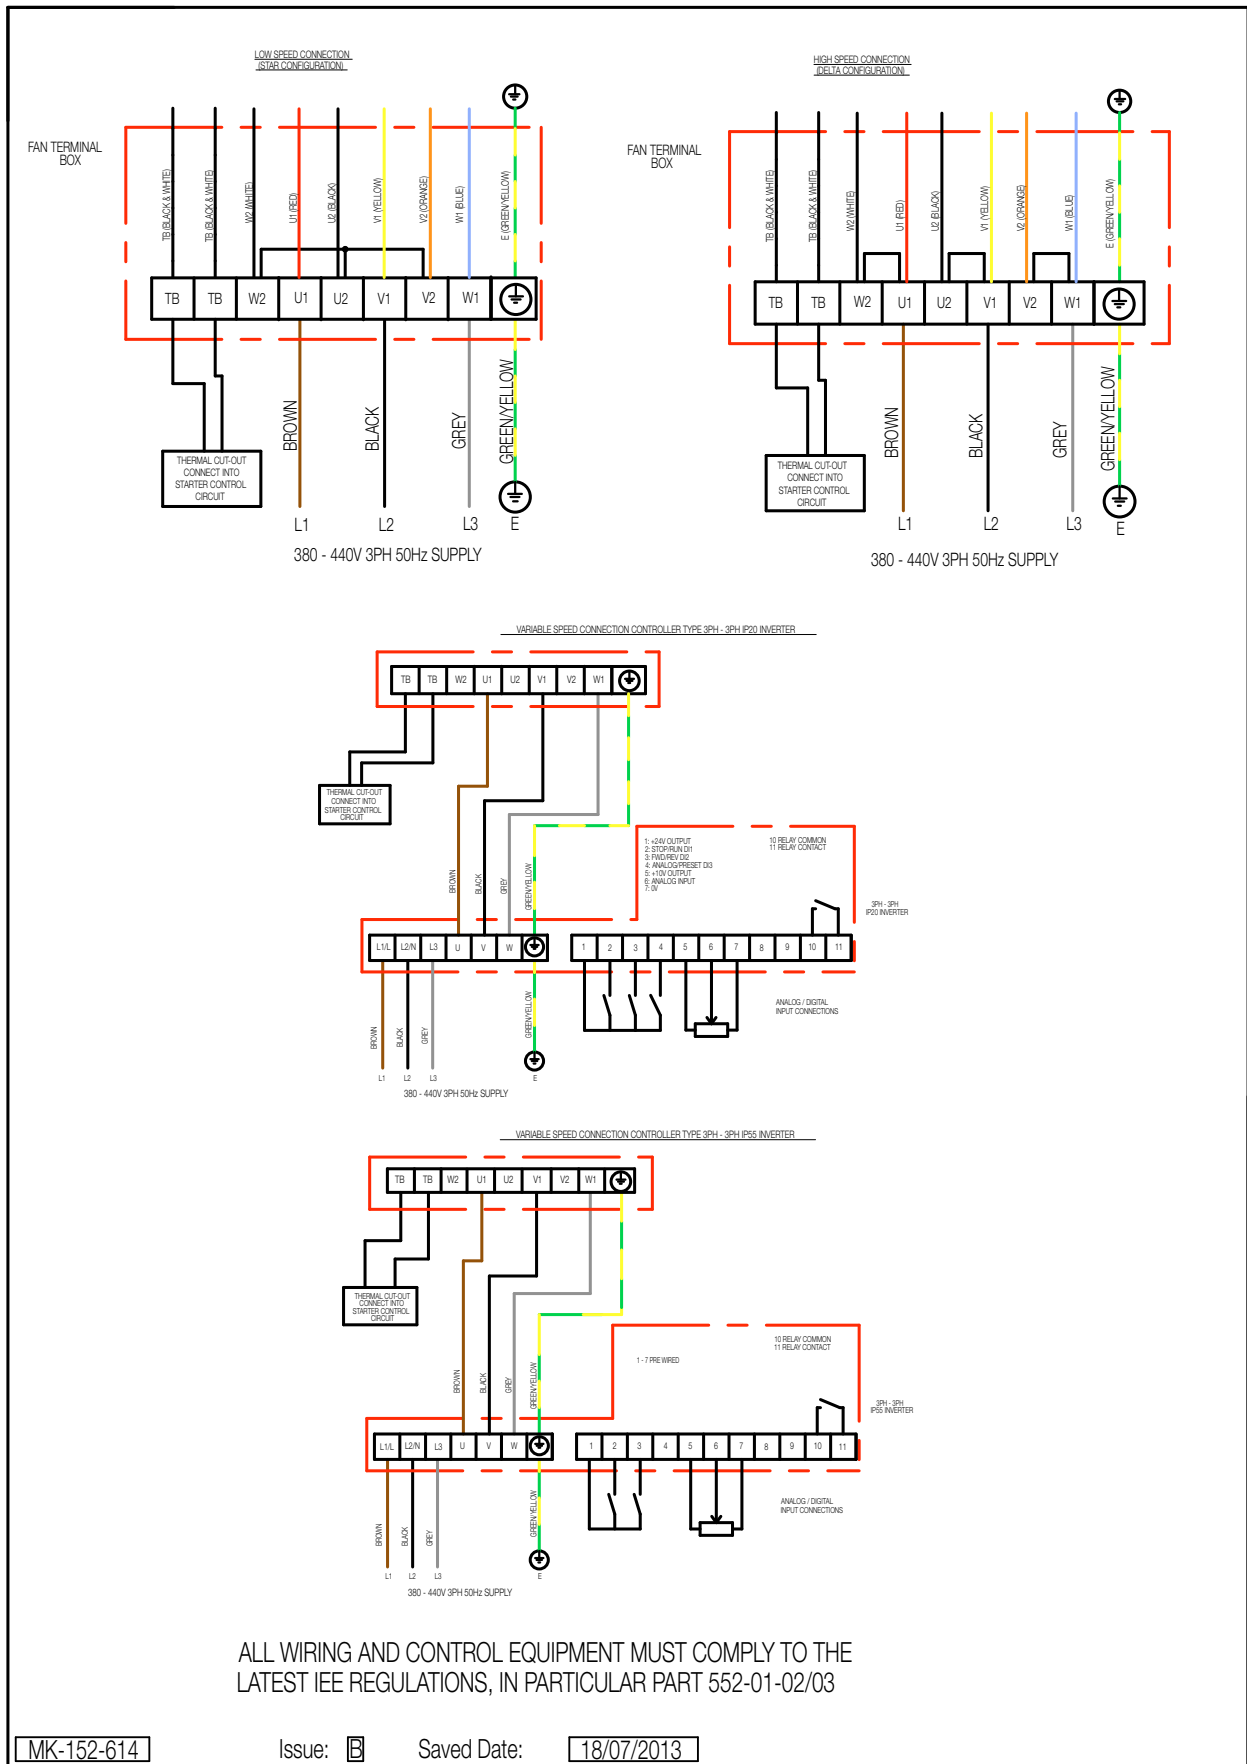 LOW SPEED CONNECTION
(STAR CONFIGURATION)
FAN TERMINAL
BOX
TB (BLACK & WHITE)
TB (BLACK & WHITE)
W2 (WHITE)
U1 (RED)
U2 (BLACK)
V1 (YELLOW)
V2 (ORANGE)
W1 (BLUE)
E (GREEN/YELLOW)
TB TB W2 U1 U2 V1 V2 W1
BROWN
BLACK
GREY
GREEN/YELLOW
THERMAL CUT-OUT
CONNECT INTO
STARTER CONTROL
CIRCUIT
L1 L2 L3 E
380 - 440V 3PH 50Hz SUPPLY
HIGH SPEED CONNECTION
(DELTA CONFIGURATION)
FAN TERMINAL
BOX
TB (BLACK & WHITE)
TB (BLACK & WHITE)
W2 (WHITE)
U1 (RED)
U2 (BLACK)
V1 (YELLOW)
V2 (ORANGE)
W1 (BLUE)
E (GREEN/YELLOW)
TB TB W2 U1 U2 V1 V2 W1
BROWN
BLACK
GREY
GREEN/YELLOW
THERMAL CUT-OUT
CONNECT INTO
STARTER CONTROL
CIRCUIT
L1 L2 L3 E
380 - 440V 3PH 50Hz SUPPLY
VARIABLE SPEED CONNECTION CONTROLLER TYPE 3PH - 3PH IP20 INVERTER
TB TB W2 U1 U2 V1 V2 W1
THERMAL CUT-OUT
CONNECT INTO
STARTER CONTROL
CIRCUIT
BROWN
BLACK
GREY
GREEN/YELLOW
1: +24V OUTPUT
2: STOP/RUN DI1
3: FWD/REV DI2
4: ANALOG/PRESET DI3
5: +10V OUTPUT
6: ANALOG INPUT
7: 0V
10 RELAY COMMON
11 RELAY CONTACT
3PH - 3PH
IP20 INVERTER
L1/L L2/N L3 U V W
1 2 3 4 5 6 7 8 9 10 11
BROWN
BLACK
GREY
GREEN/YELLOW
ANALOG / DIGITAL
INPUT CONNECTIONS
L1 L2 L3 E
380 - 440V 3PH 50Hz SUPPLY
VARIABLE SPEED CONNECTION CONTROLLER TYPE 3PH - 3PH IP55 INVERTER
TB TB W2 U1 U2 V1 V2 W1
THERMAL CUT-OUT
CONNECT INTO
STARTER CONTROL
CIRCUIT
BROWN
BLACK
GREY
GREEN/YELLOW
1 - 7 PRE WIRED
10 RELAY COMMON
11 RELAY CONTACT
3PH - 3PH
IP55 INVERTER
L1/L L2/N L3 U V W
1 2 3 4 5 6 7 8 9 10 11
BROWN
BLACK
GREY
GREEN/YELLOW
ANALOG / DIGITAL
INPUT CONNECTIONS
L1 L2 L3 E
380 - 440V 3PH 50Hz SUPPLY
ALL WIRING AND CONTROL EQUIPMENT MUST COMPLY TO THE
LATEST IEE REGULATIONS, IN PARTICULAR PART 552-01-02/03
MK-152-614 Issue: B Saved Date: 18/07/2013